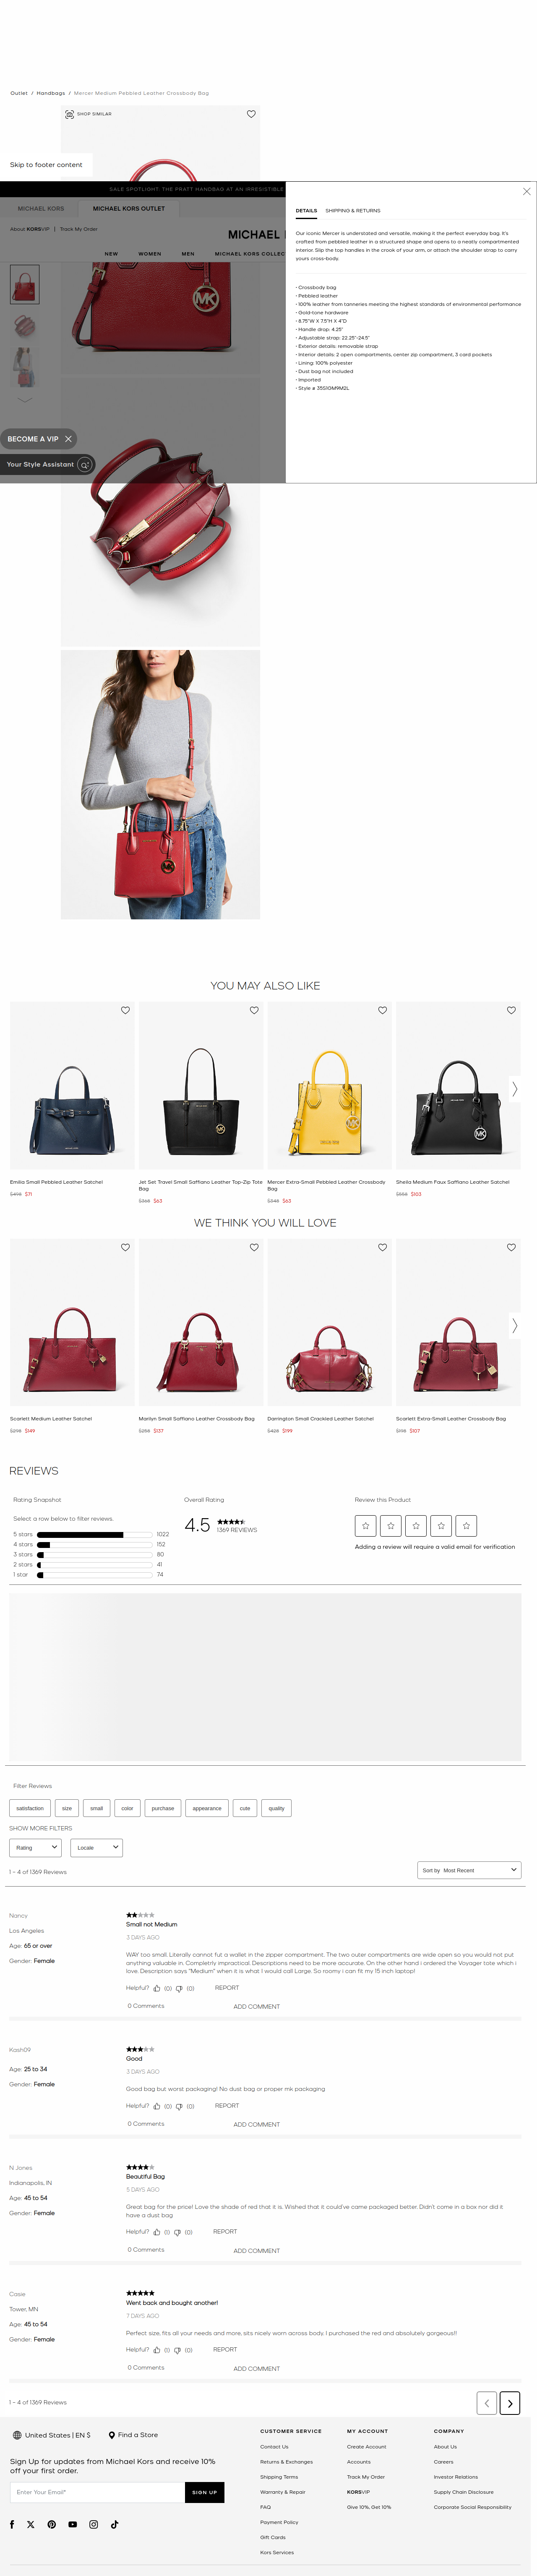 Outlet / Handbags / Mercer Medium Pebbled Leather Crossbody Bag
SHOP SIMILAR
Skip to footer content
SALE SPOTLIGHT: THE PRATT HANDBAG AT AN IRRESISTIBLE
MICHAEL KORS
MICHAEL KORS OUTLET
About KORSVIP | Track My Order
MICHAEL
NEW WOMEN MEN MICHAEL KORS COLLEC
BECOME A VIP
Your Style Assistant
DETAILS SHIPPING & RETURNS
Our iconic Mercer is understated and versatile, making it the perfect everyday bag. It's
crafted from pebbled leather in a structured shape and opens to a neatly compartmented
interior. Slip the top handles in the crook of your arm, or attach the shoulder strap to carry
yours cross-body.
• Crossbody bag
• Pebbled leather
• 100% leather from tanneries meeting the highest standards of environmental performance
• Gold-tone hardware
• 8.75"W X 7.5"H X 4"D
• Handle drop: 4.25"
• Adjustable strap: 22.25"-24.5"
• Exterior details: removable strap
• Interior details: 2 open compartments, center zip compartment, 3 card pockets
• Lining: 100% polyester
• Dust bag not included
• Imported
• Style # 35S1GM9M2L
YOU MAY ALSO LIKE
Emilia Small Pebbled Leather Satchel
$498 $71
Jet Set Travel Small Saffiano Leather Top-Zip Tote
Bag
$368 $63
Mercer Extra-Small Pebbled Leather Crossbody
Bag
$348 $63
Sheila Medium Faux Saffiano Leather Satchel
$558 $103
WE THINK YOU WILL LOVE
Scarlett Medium Leather Satchel
$298 $149
Marilyn Small Saffiano Leather Crossbody Bag
$258 $137
Darrington Small Crackled Leather Satchel
$428 $199
Scarlett Extra-Small Leather Crossbody Bag
$198 $107
REVIEWS
Rating Snapshot
Select a row below to filter reviews.
5 stars 1022
4 stars 152
3 stars 80
2 stars 41
1 star 74
Overall Rating
4.5
1369 REVIEWS
Review this Product
Adding a review will require a valid email for verification
Filter Reviews
satisfaction size small color purchase appearance cute quality
SHOW MORE FILTERS
Rating Locale
1 – 4 of 1369 Reviews
Sort by Most Recent
Nancy
Los Angeles
Age: 65 or over
Gender: Female
Small not Medium
3 DAYS AGO
WAY too small. Literally cannot fut a wallet in the zipper compartment. The two outer compartments are wide open so you would not put
anything valuable in. Completely impractical. Descriptions need to be more accurate. On the other hand i ordered the Voyager tote which i
love. Description says "Medium" when it is what I would call Large. So roomy i can fit my 15 inch laptop!
Helpful? (0) (0) REPORT
0 Comments ADD COMMENT
Kash09
Age: 25 to 34
Gender: Female
Good
3 DAYS AGO
Good bag but worst packaging! No dust bag or proper mk packaging
Helpful? (0) (0) REPORT
0 Comments ADD COMMENT
N Jones
Indianapolis, IN
Age: 45 to 54
Gender: Female
Beautiful Bag
5 DAYS AGO
Great bag for the price! Love the shade of red that it is. Wished that it could've came packaged better. Didn't come in a box nor did it
have a dust bag
Helpful? (1) (0) REPORT
0 Comments ADD COMMENT
Casie
Tower, MN
Age: 45 to 54
Gender: Female
Went back and bought another!
7 DAYS AGO
Perfect size, fits all your needs and more, sits nicely worn across body. I purchased the red and absolutely gorgeous!!
Helpful? (1) (0) REPORT
0 Comments ADD COMMENT
1 – 4 of 1369 Reviews
United States | EN $
Find a Store
Sign Up for updates from Michael Kors and receive 10%
off your first order.
Enter Your Email*
SIGN UP
CUSTOMER SERVICE
Contact Us
Returns & Exchanges
Shipping Terms
Warranty & Repair
FAQ
Payment Policy
Gift Cards
Kors Services
MY ACCOUNT
Create Account
Accounts
Track My Order
KORSVIP
Give 10%, Get 10%
COMPANY
About Us
Careers
Investor Relations
Supply Chain Disclosure
Corporate Social Responsibility